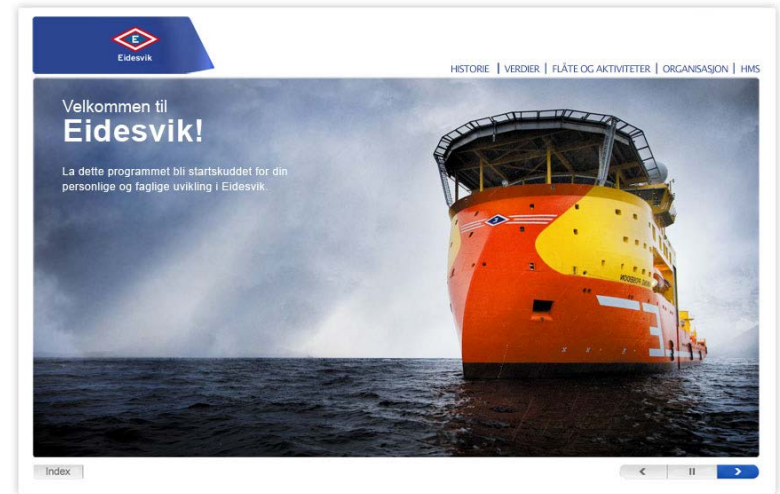 E
Eidesvik
HISTORIE | VERDIER | FLÅTE OG AKTIVITETER | ORGANISASJON | HMS
Velkommen til
Eidesvik!
La dette programmet bli startskuddet for din
personlige og faglige uvikling i Eidesvik.
Index